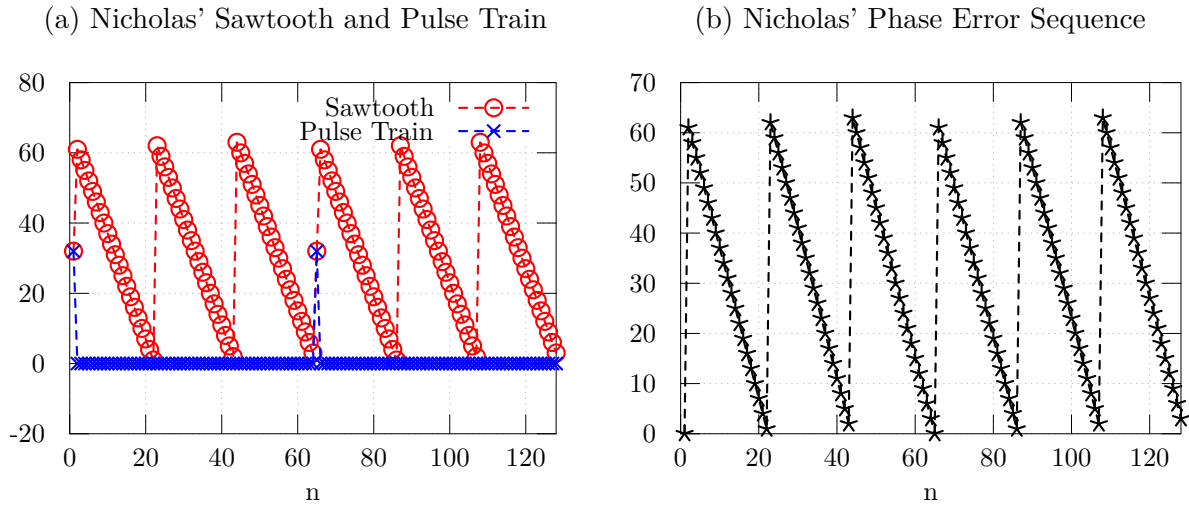 (a) Nicholas’ Sawtooth and Pulse Train
80
60
40
20
0
-20
0 20 40 60 80 100 120
n
Sawtooth
Pulse Train
(b) Nicholas’ Phase Error Sequence
70
60
50
40
30
20
10
0
0 20 40 60 80 100 120
n